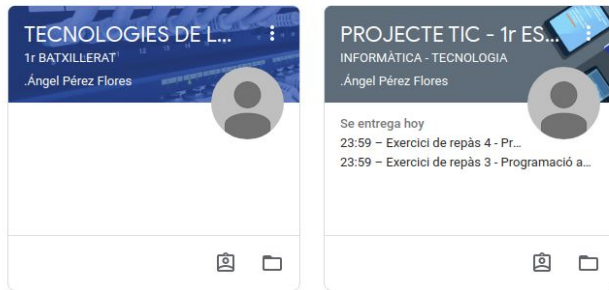 TECNOLOGIES DE L...
1r BATXILLERAT
.Ángel Pérez Flores
PROJECTE TIC - 1r ES...
INFORMÀTICA - TECNOLOGIA
.Ángel Pérez Flores
Se entrega hoy
23:59 – Exercici de repàs 4 - Pr...
23:59 – Exercici de repàs 3 - Programació a...